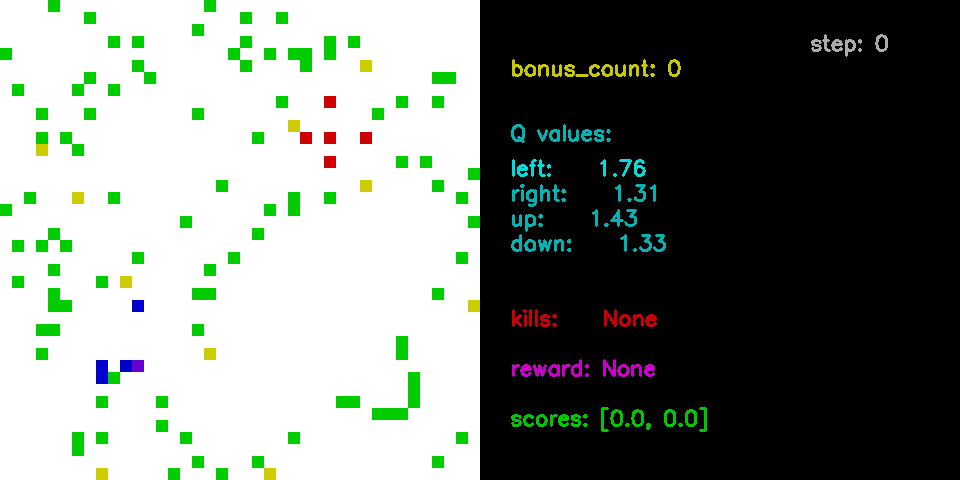 step: 0
bonus_count: 0
Q values:
left: 1.76
right: 1.31
up: 1.43
down: 1.33
kills: None
reward: None
scores: [0.0, 0.0]